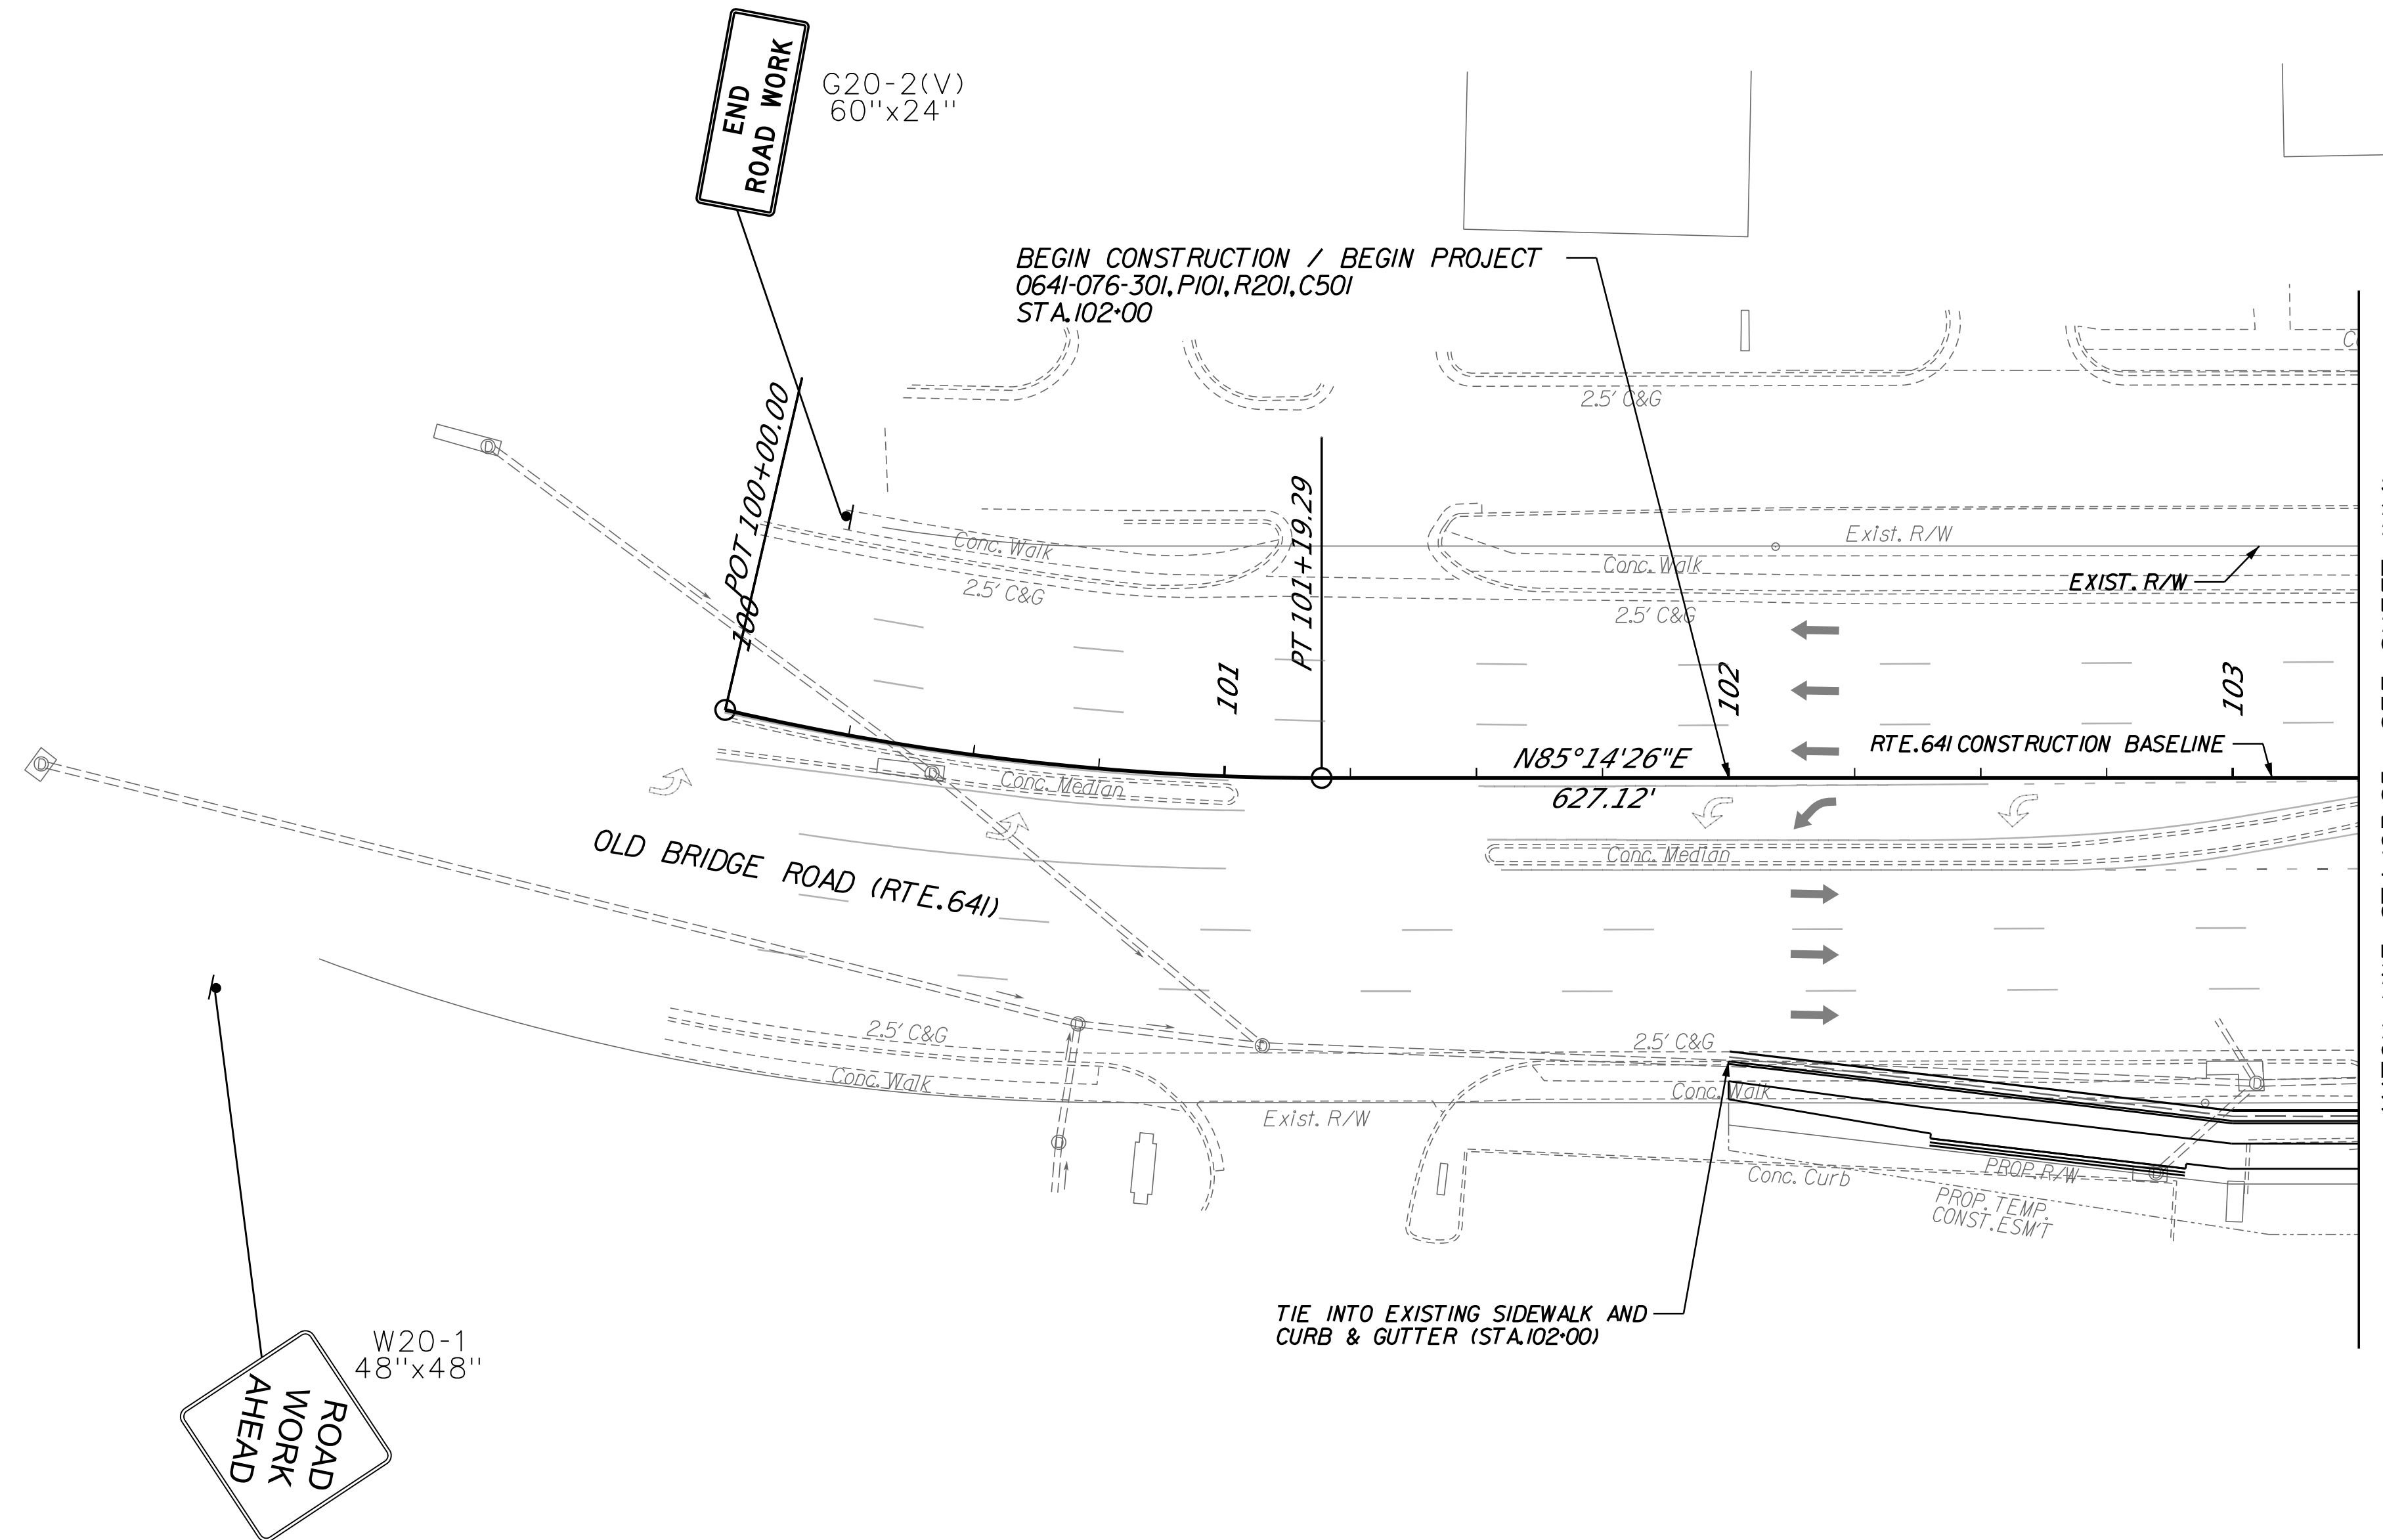 END
ROAD WORK
G20-2(V)
60"x24"
BEGIN CONSTRUCTION / BEGIN PROJECT
0641-076-301, P101, R201, C501
STA. 102+00
2.5' C&G
POT 100+00.00
100
PT 101+19.29
Exist. R/W
Conc. Walk
Conc. Walk
EXIST. R/W
2.5' C&G
2.5' C&G
101
102
103
RTE. 641 CONSTRUCTION BASELINE
N85°14'26"E
627.12'
Conc. Median
Conc. Median
OLD BRIDGE ROAD (RTE. 641)
2.5' C&G
2.5' C&G
Conc. Walk
Conc. Walk
Exist. R/W
Conc. Curb
PROP. R/W
PROP. TEMP.
CONST. ESM'T
TIE INTO EXISTING SIDEWALK AND
CURB & GUTTER (STA. 102+00)
W20-1
48"x48"
ROAD
WORK
AHEAD
D
D
D
D
D
D
D
D